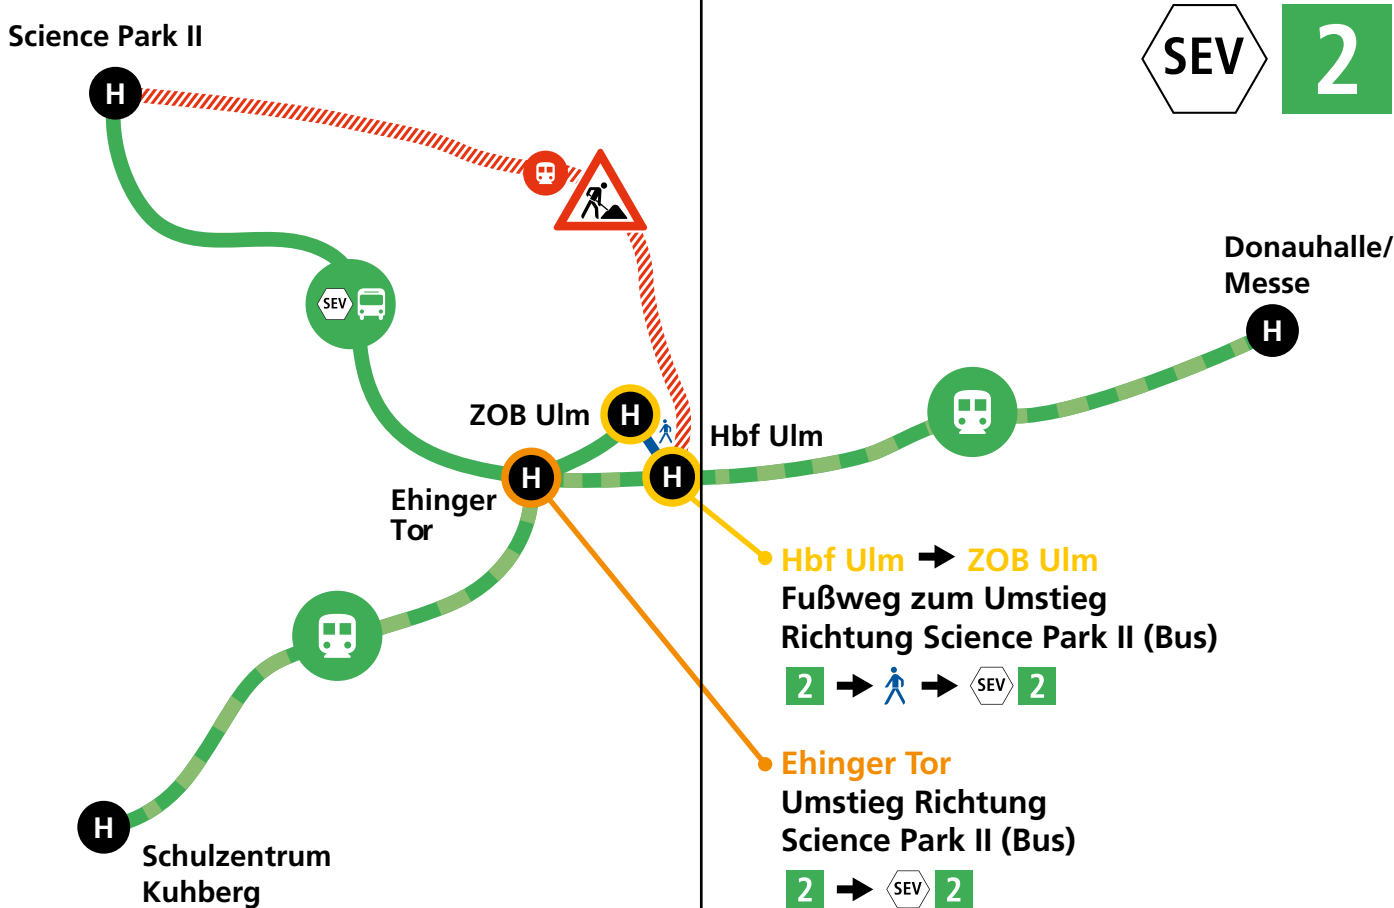 Science Park II
H
SEV
2
Donauhalle/
Messe
H
SEV
ZOB Ulm
H
Hbf Ulm
H
H
Ehinger
Tor
Hbf Ulm ZOB Ulm
Fußweg zum Umstieg
Richtung Science Park II (Bus)
2 SEV 2
Ehinger Tor
Umstieg Richtung
Science Park II (Bus)
2 SEV 2
H
Schulzentrum
Kuhberg